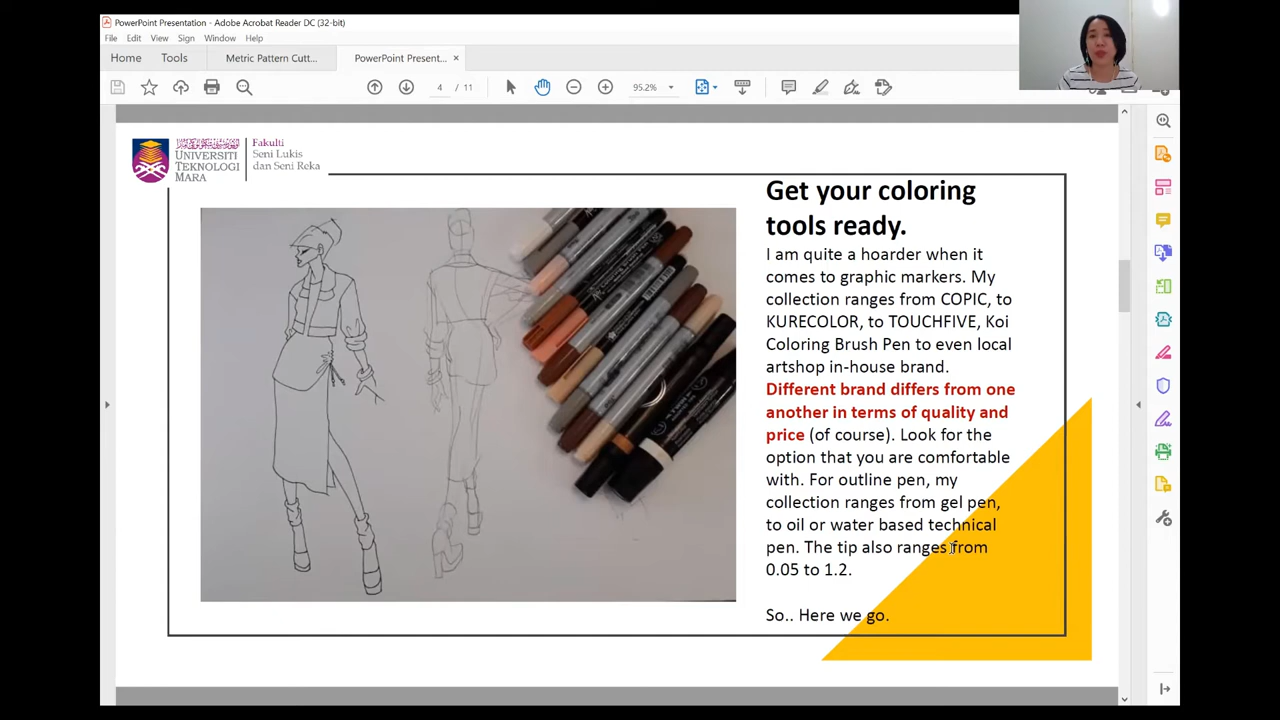 PowerPoint Presentation - Adobe Acrobat Reader DC (32-bit)
File Edit View Sign Window Help
Home Tools Metric Pattern Cutt... PowerPoint Present... ×
4 / 11 95.2%
UNIVERSITI
TEKNOLOGI
MARA
Fakulti
Seni Lukis
dan Seni Reka
Get your coloring
tools ready.
I am quite a hoarder when it
comes to graphic markers. My
collection ranges from COPIC, to
KURECOLOR, to TOUCHFIVE, Koi
Coloring Brush Pen to even local
artshop in-house brand.
Different brand differs from one
another in terms of quality and
price (of course). Look for the
option that you are comfortable
with. For outline pen, my
collection ranges from gel pen,
to oil or water based technical
pen. The tip also ranges from
0.05 to 1.2.
So.. Here we go.